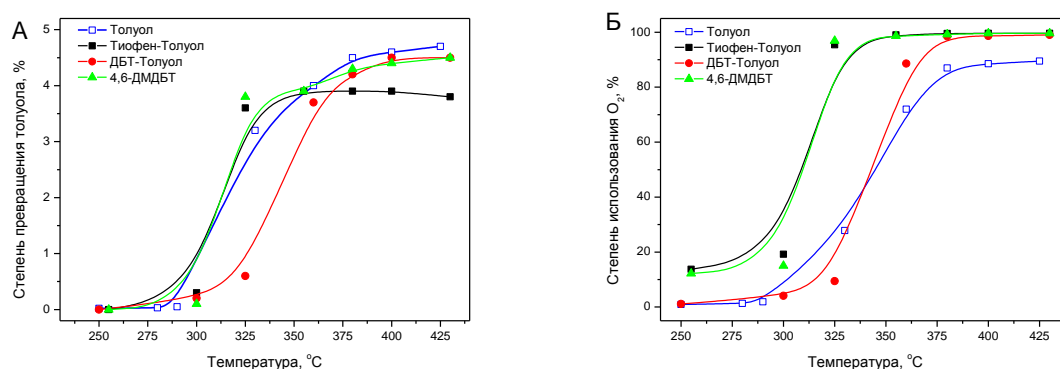 А
Толуол
Тиофен-Толуол
ДБТ-Толуол
4,6-ДМДБТ
Степень превращения толуола, %
5
4
3
2
1
0
250 275 300 325 350 375 400 425
Температура, °С
Б
Толуол
Тиофен-Толуол
ДБТ-Толуол
4,6-ДМДБТ
Степень использования O₂, %
100
80
60
40
20
0
250 275 300 325 350 375 400 425
Температура, °С